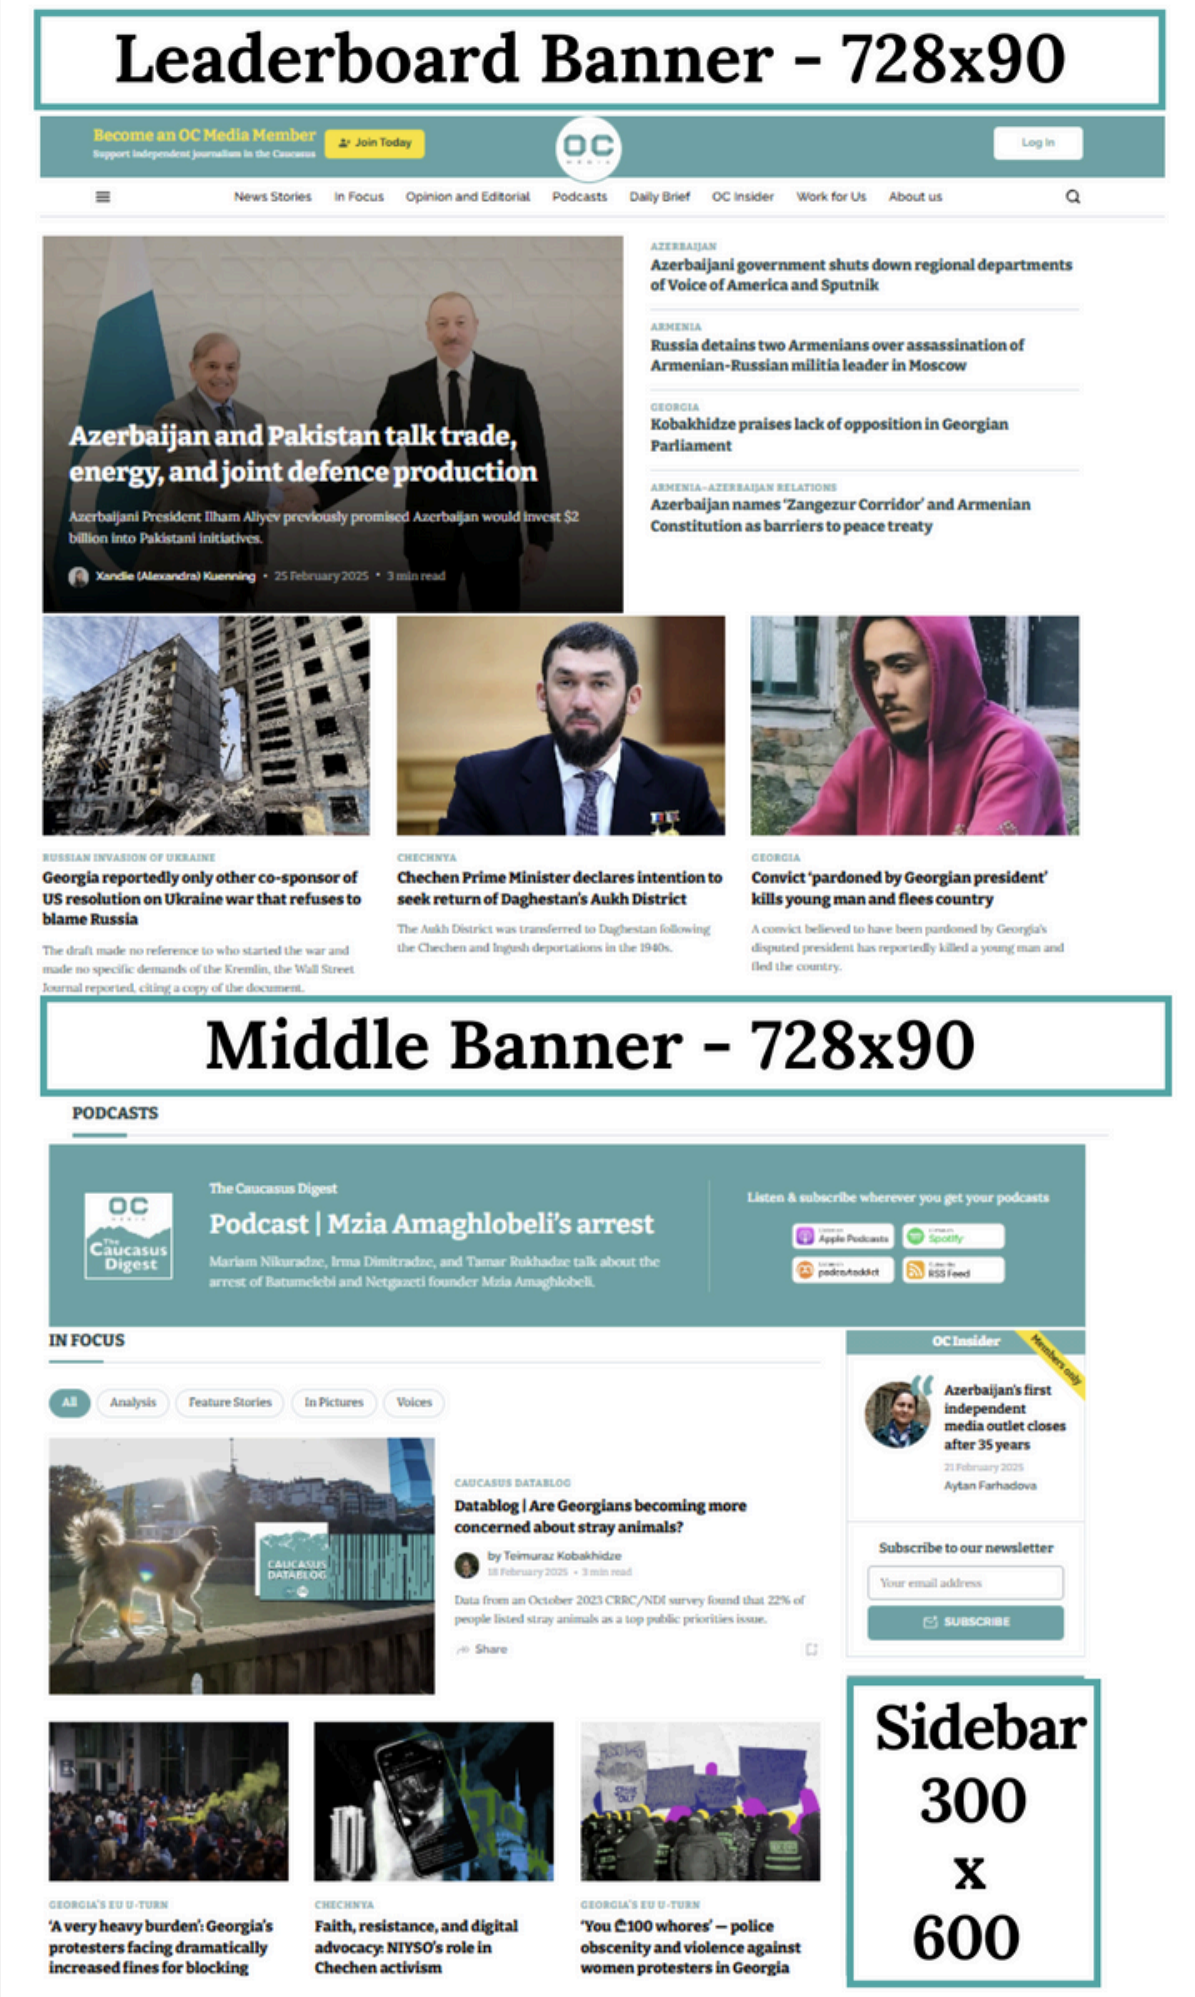 Leaderboard Banner - 728x90
Become an OC Media Member
Support independent journalism in the Caucasus
Join Today
OC
MEDIA
Log In
News Stories
In Focus
Opinion and Editorial
Podcasts
Daily Brief
OC Insider
Work for Us
About us
Azerbaijan and Pakistan talk trade,
energy, and joint defence production
Azerbaijani President Ilham Aliyev previously promised Azerbaijan would invest $2
billion into Pakistani initiatives.
Xandie (Alexandra) Kuenning • 25 February 2025 • 3 min read
AZERBAIJAN
Azerbaijani government shuts down regional departments
of Voice of America and Sputnik
ARMENIA
Russia detains two Armenians over assassination of
Armenian-Russian militia leader in Moscow
GEORGIA
Kobakhidze praises lack of opposition in Georgian
Parliament
ARMENIA–AZERBAIJAN RELATIONS
Azerbaijan names ‘Zangezur Corridor’ and Armenian
Constitution as barriers to peace treaty
RUSSIAN INVASION OF UKRAINE
Georgia reportedly only other co-sponsor of
US resolution on Ukraine war that refuses to
blame Russia
The draft made no reference to who started the war and
made no specific demands of the Kremlin, the Wall Street
Journal reported, citing a copy of the document.
CHECHNYA
Chechen Prime Minister declares intention to
seek return of Daghestan’s Aukh District
The Aukh District was transferred to Daghestan following
the Chechen and Ingush deportations in the 1940s.
GEORGIA
Convict ‘pardoned by Georgian president’
kills young man and flees country
A convict believed to have been pardoned by Georgia’s
disputed president has reportedly killed a young man and
fled the country.
Middle Banner - 728x90
PODCASTS
OC
MEDIA
The
Caucasus
Digest
The Caucasus Digest
Podcast | Mzia Amaghlobeli’s arrest
Mariam Nikuradze, Irma Dimitradze, and Tamar Rukhadze talk about the
arrest of Batumelebi and Netgazeti founder Mzia Amaghlobeli.
Listen & subscribe wherever you get your podcasts
Apple Podcasts
Spotify
podcastaddict
RSS Feed
IN FOCUS
All
Analysis
Feature Stories
In Pictures
Voices
CAUCASUS
DATABLOG
CAUCASUS DATABLOG
Datablog | Are Georgians becoming more
concerned about stray animals?
by Teimuraz Kobakhidze
18 February 2025 • 3 min read
Data from an October 2023 CRRC/NDI survey found that 22% of
people listed stray animals as a top public priorities issue.
Share
OC Insider
Members only
Azerbaijan’s first
independent
media outlet closes
after 35 years
21 February 2025
Aytan Farhadova
Subscribe to our newsletter
Your email address
SUBSCRIBE
GEORGIA’S EU U-TURN
‘A very heavy burden’: Georgia’s
protesters facing dramatically
increased fines for blocking
CHECHNYA
Faith, resistance, and digital
advocacy: NIYSO’s role in
Chechen activism
GEORGIA’S EU U-TURN
‘You ₾100 whores’ — police
obscenity and violence against
women protesters in Georgia
Sidebar
300
x
600